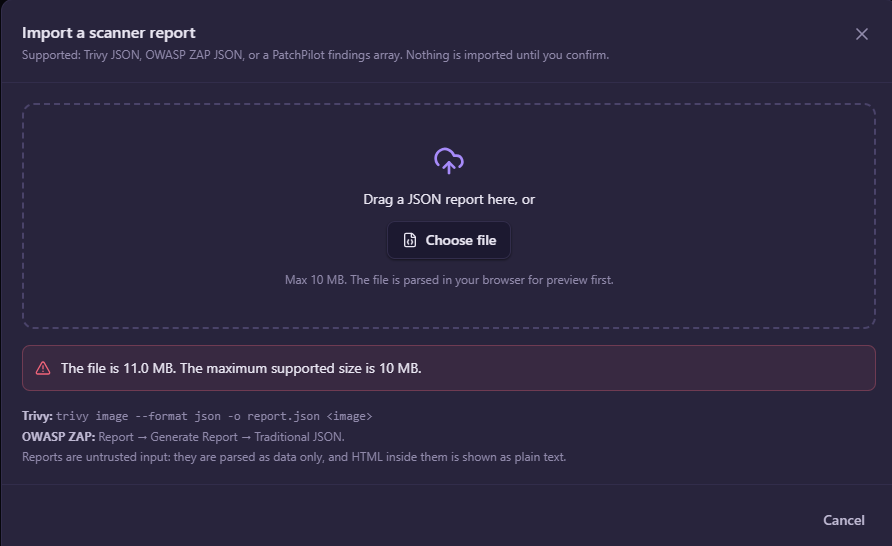 Import a scanner report
Supported: Trivy JSON, OWASP ZAP JSON, or a PatchPilot findings array. Nothing is imported until you confirm.
Drag a JSON report here, or
Choose file
Max 10 MB. The file is parsed in your browser for preview first.
The file is 11.0 MB. The maximum supported size is 10 MB.
Trivy: trivy image --format json -o report.json <image>
OWASP ZAP: Report → Generate Report → Traditional JSON.
Reports are untrusted input: they are parsed as data only, and HTML inside them is shown as plain text.
Cancel